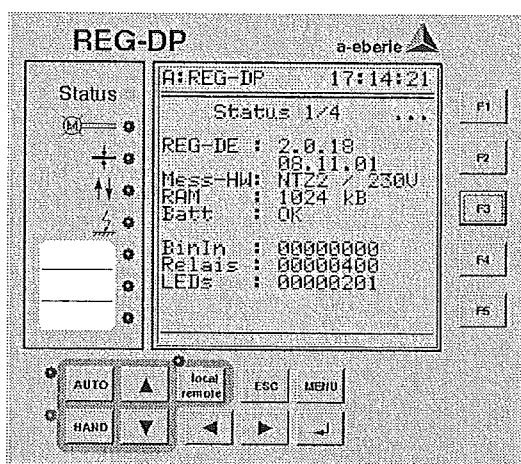 REG-DP
a-eberle
Status
M
A:REG-DP 17:14:21
Status 1/4 ...
REG-DE : 2.0.18
08.11.01
Mess-HW: NTZ2 / 230V
RAM : 1024 kB
Batt : OK
BinIn : 00000000
Relais : 00000400
LEDs : 00000201
F1
F2
F3
F4
F5
AUTO
local
remote
ESC
MENU
HAND